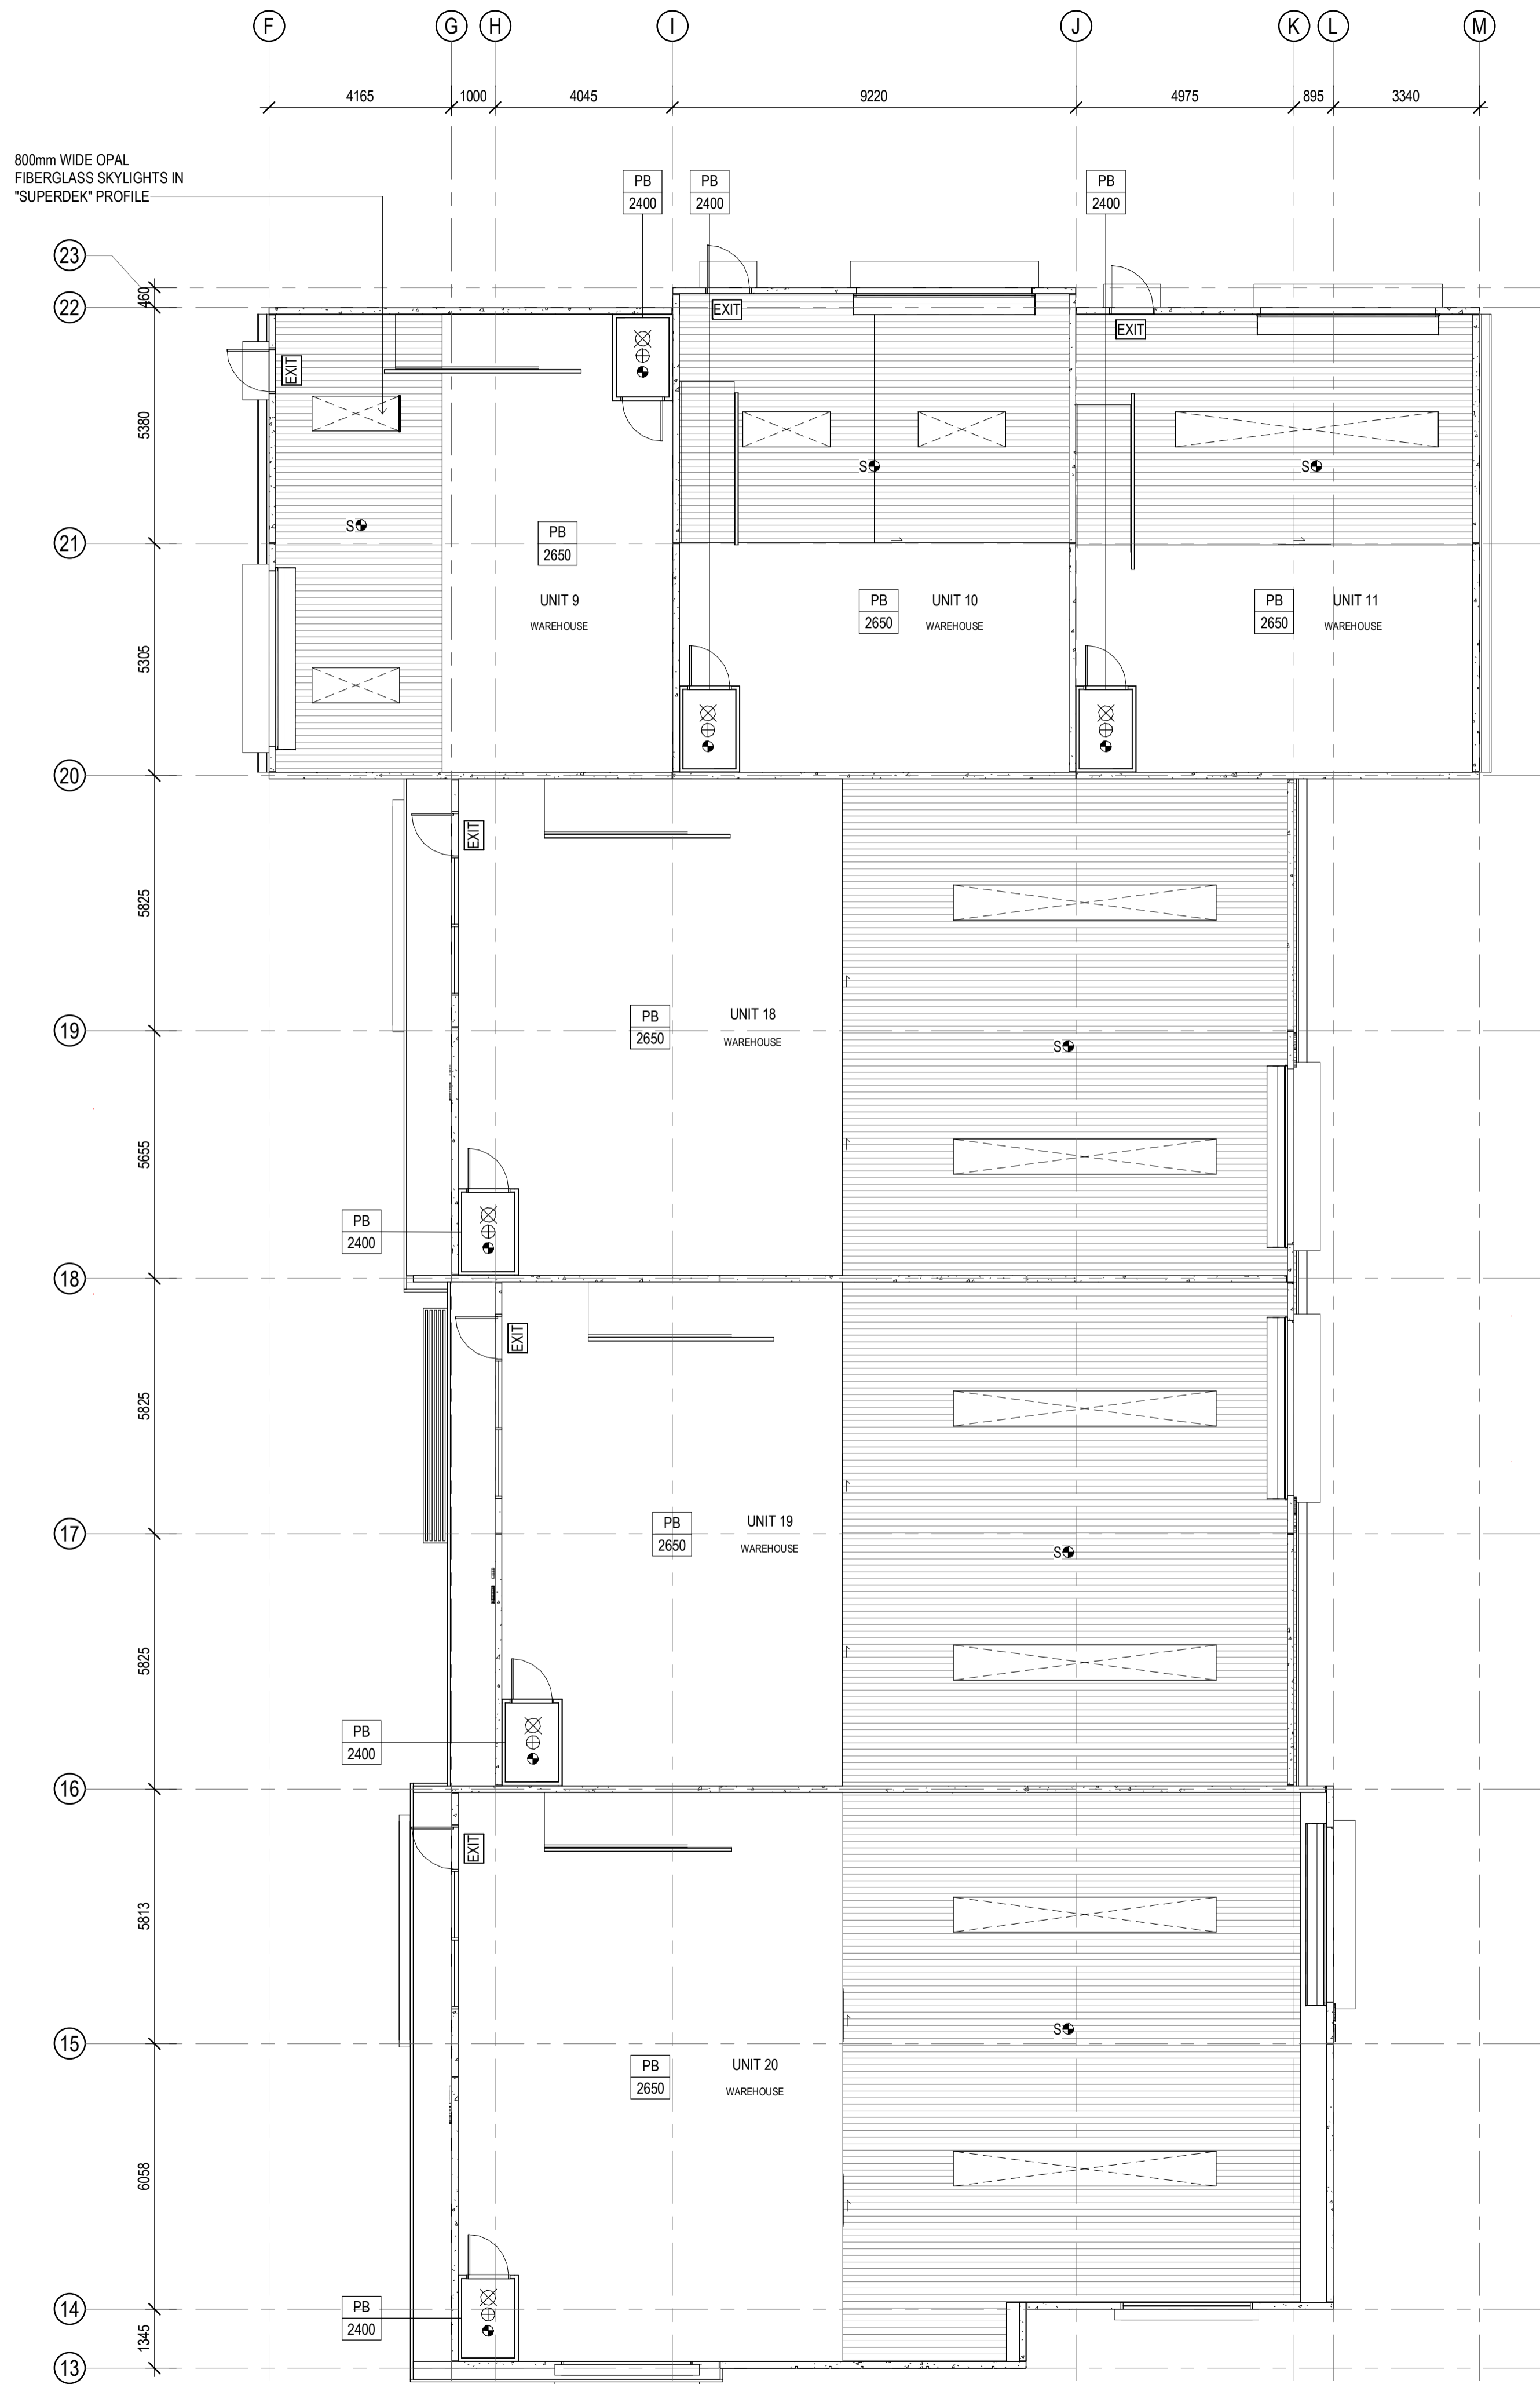 F G H I J K L M
4165 1000 4045 9220 4975 895 3340
800mm WIDE OPAL
FIBERGLASS SKYLIGHTS IN
"SUPERDEK" PROFILE
PB
2400
PB
2400
PB
2400
23
460
22
EXIT
EXIT
EXIT
5380
S
S
S
21
PB
2650
UNIT 9
WAREHOUSE
PB
2650
UNIT 10
WAREHOUSE
PB
2650
UNIT 11
WAREHOUSE
5305
20
EXIT
5825
PB
2650
UNIT 18
WAREHOUSE
19
S
5655
PB
2400
18
EXIT
5825
PB
2650
UNIT 19
WAREHOUSE
17
S
5825
PB
2400
16
EXIT
5813
S
15
PB
2650
UNIT 20
WAREHOUSE
6058
PB
2400
14
1345
13